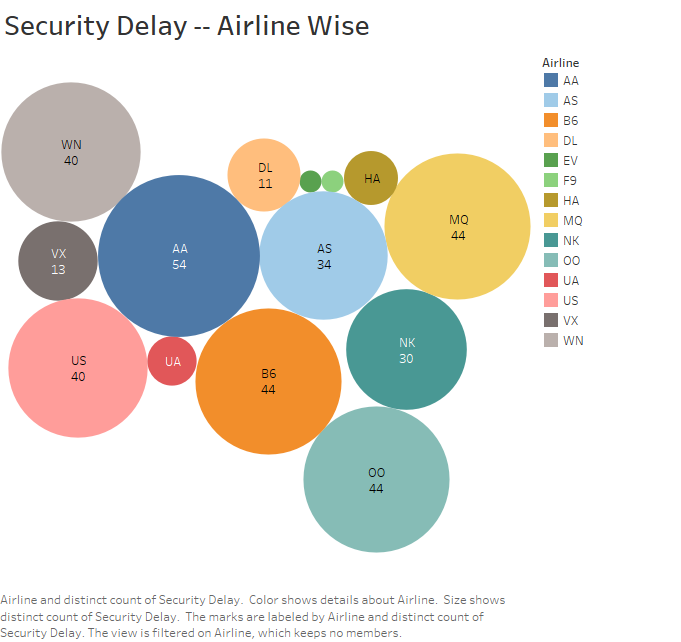 Security Delay -- Airline Wise
Airline
AA
AS
B6
DL
EV
F9
HA
MQ
NK
OO
UA
US
VX
WN
WN
40
DL
11
HA
MQ
44
AA
54
AS
34
VX
13
US
40
UA
B6
44
NK
30
OO
44
Airline and distinct count of Security Delay.  Color shows details about Airline.  Size shows
distinct count of Security Delay.  The marks are labeled by Airline and distinct count of
Security Delay. The view is filtered on Airline, which keeps no members.